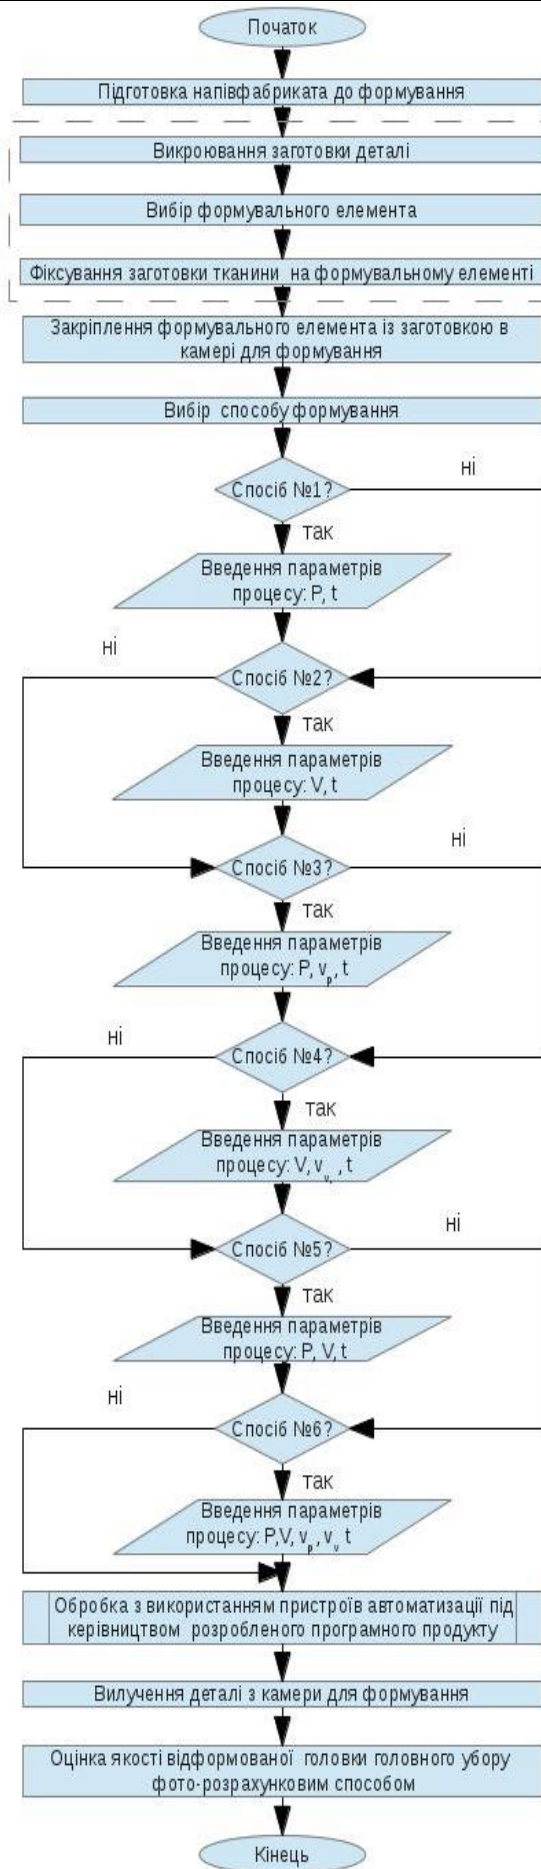 Початок
Підготовка напівфабриката до формування
Викроювання заготовки деталі
Вибір формувального елемента
Фіксування заготовки тканини на формувальному елементі
Закріплення формувального елемента із заготовкою в
камері для формування
Вибір способу формування
Спосіб №1?
ні
так
Введення параметрів
процесу: P, t
ні
Спосіб №2?
так
Введення параметрів
процесу: V, t
ні
Спосіб №3?
так
Введення параметрів
процесу: P, vₚ, t
ні
Спосіб №4?
так
Введення параметрів
процесу: V, vᵥ, , t
ні
Спосіб №5?
так
Введення параметрів
процесу: P, V, t
ні
Спосіб №6?
так
Введення параметрів
процесу: P,V, vₚ, vᵥ t
Обробка з використанням пристроїв автоматизації під
керівництвом розробленого програмного продукту
Вилучення деталі з камери для формування
Оцінка якості відформованої головки головного убору
фото-розрахунковим способом
Кінець